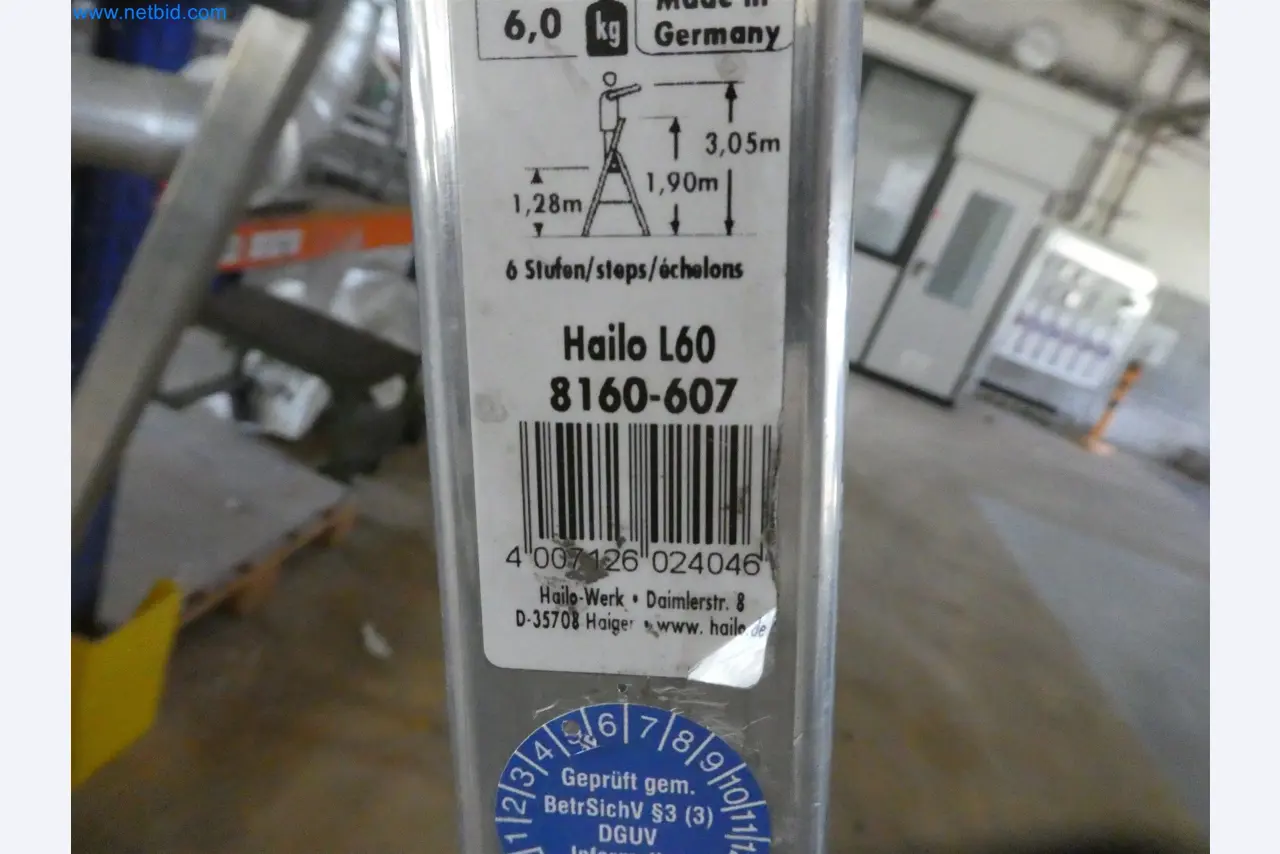 www.netbid.com
6,0 kg
Made in
Germany
3,05m
1,90m
1,28m
6 Stufen/steps/échelons
Hailo L60
8160-607
4 007126 024046
Hailo-Werk • Daimlerstr. 8
D-35708 Haiger • www. hailo.de
1 2 3 4 5 6 7 8 9 10 11
Geprüft gem.
BetrSichV §3 (3)
DGUV